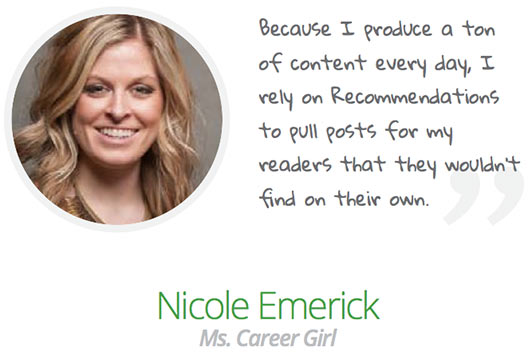 Because I produce a ton
of content every day, I
rely on Recommendations
to pull posts for my
readers that they wouldn't
find on their own.
”
Nicole Emerick
Ms. Career Girl